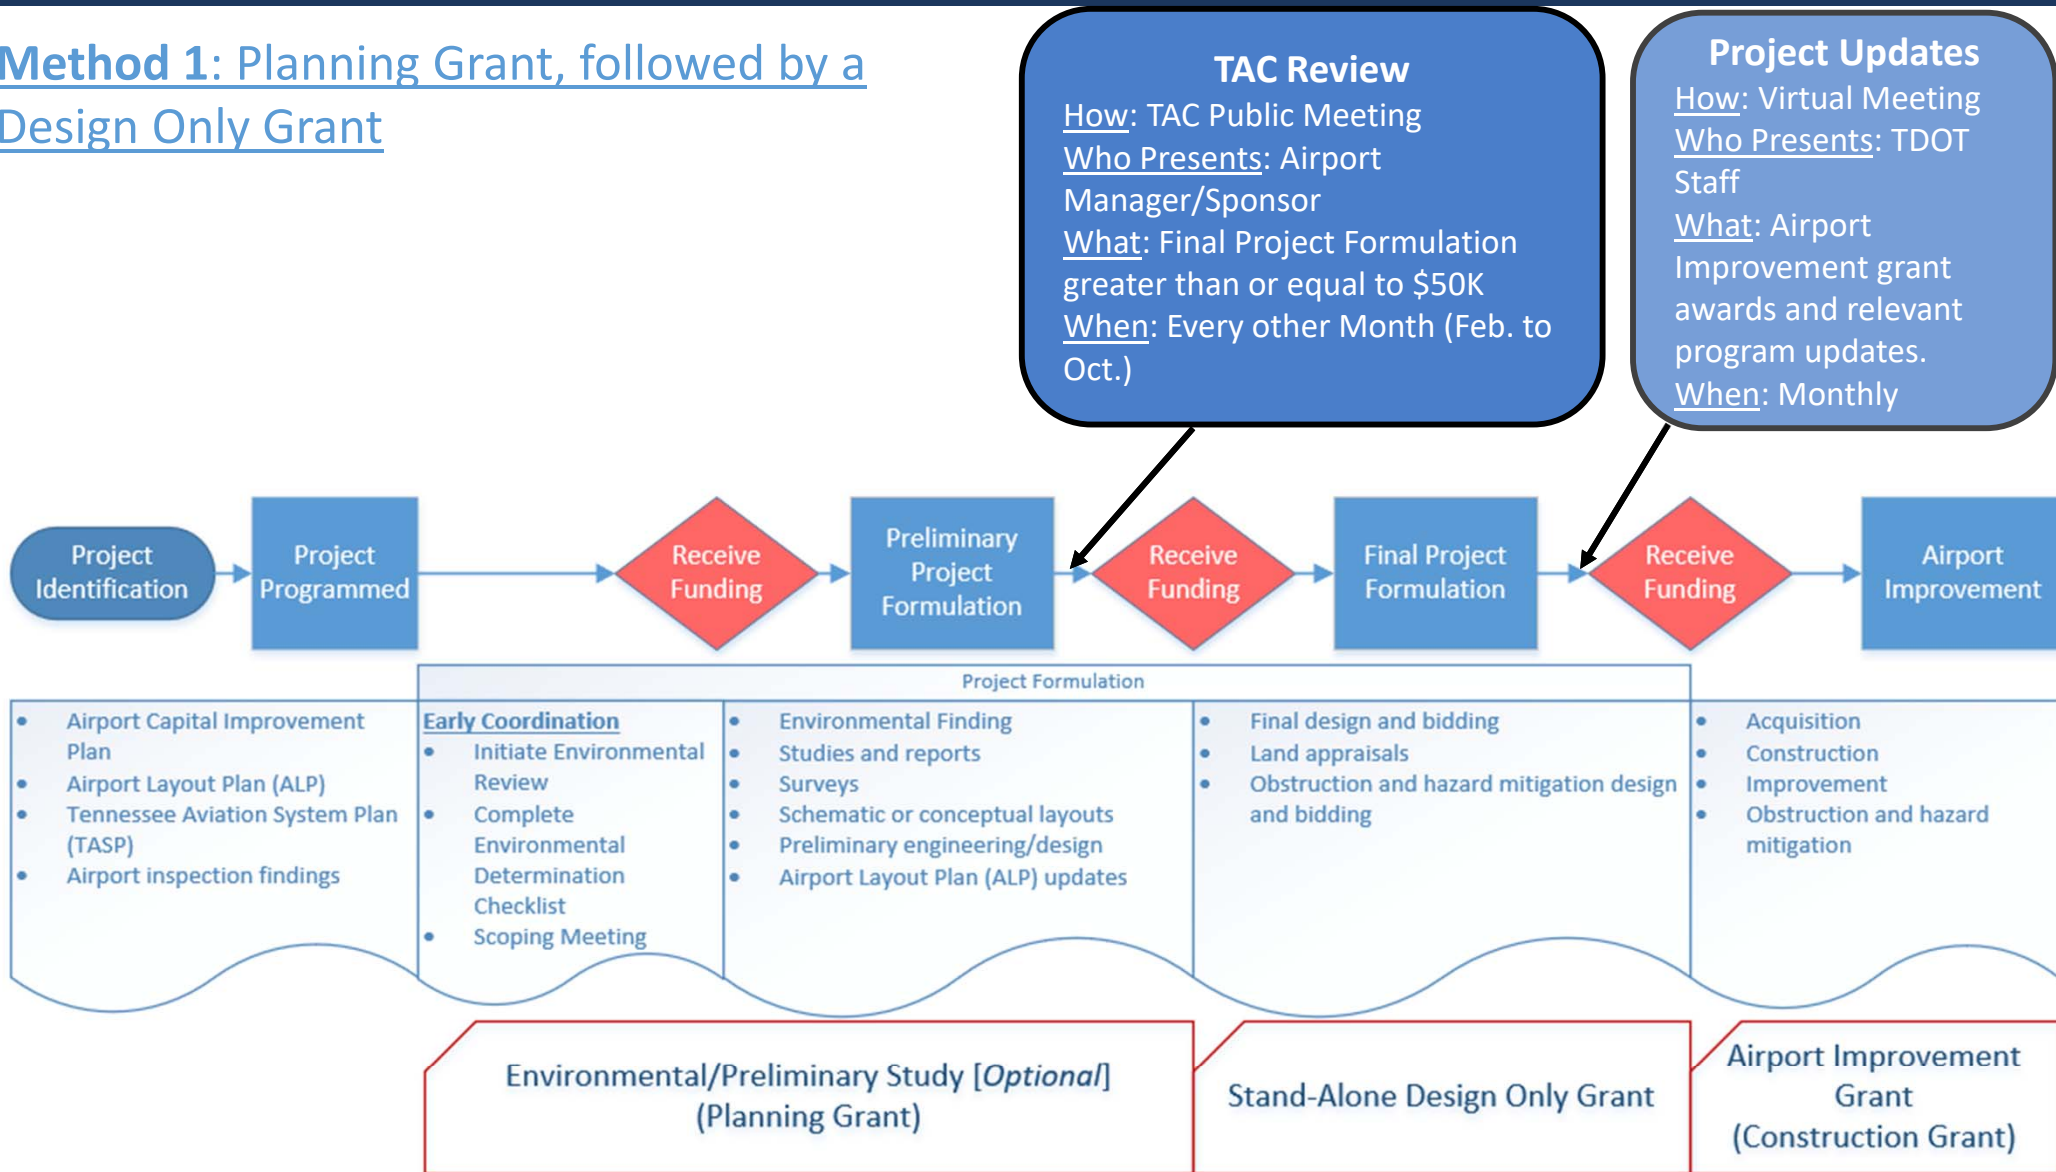 Method 1: Planning Grant, followed by a
Design Only Grant
TAC Review
How: TAC Public Meeting
Who Presents: Airport
Manager/Sponsor
What: Final Project Formulation
greater than or equal to $50K
When: Every other Month (Feb. to
Oct.)
Project Updates
How: Virtual Meeting
Who Presents: TDOT
Staff
What: Airport
Improvement grant
awards and relevant
program updates.
When: Monthly
Project
Identification
Project
Programmed
Receive
Funding
Preliminary
Project
Formulation
Receive
Funding
Final Project
Formulation
Receive
Funding
Airport
Improvement
Project Formulation
• Airport Capital Improvement
Plan
• Airport Layout Plan (ALP)
• Tennessee Aviation System Plan
(TASP)
• Airport inspection findings
Early Coordination
• Initiate Environmental
Review
• Complete
Environmental
Determination
Checklist
• Scoping Meeting
• Environmental Finding
• Studies and reports
• Surveys
• Schematic or conceptual layouts
• Preliminary engineering/design
• Airport Layout Plan (ALP) updates
• Final design and bidding
• Land appraisals
• Obstruction and hazard mitigation design
and bidding
• Acquisition
• Construction
• Improvement
• Obstruction and hazard
mitigation
Environmental/Preliminary Study [Optional]
(Planning Grant)
Stand-Alone Design Only Grant
Airport Improvement
Grant
(Construction Grant)